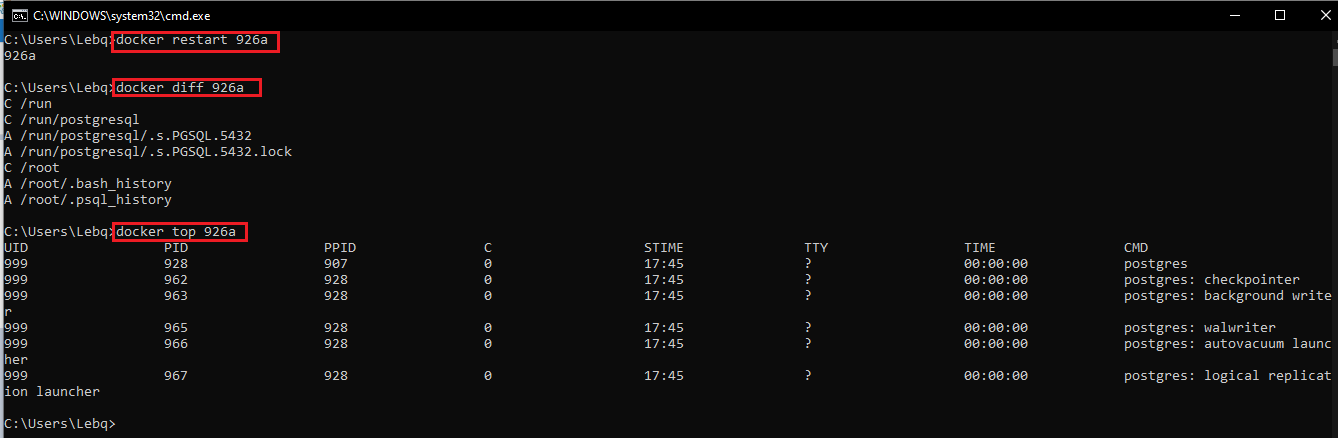 C:\WINDOWS\system32\cmd.exe
C:\Users\Lebq>docker restart 926a
926a
C:\Users\Lebq>docker diff 926a
C /run
C /run/postgresql
A /run/postgresql/.s.PGSQL.5432
A /run/postgresql/.s.PGSQL.5432.lock
C /root
A /root/.bash_history
A /root/.psql_history
C:\Users\Lebq>docker top 926a
UID PID PPID C STIME TTY TIME CMD
999 928 907 0 17:45 ? 00:00:00 postgres
999 962 928 0 17:45 ? 00:00:00 postgres: checkpointer
999 963 928 0 17:45 ? 00:00:00 postgres: background write
r
999 965 928 0 17:45 ? 00:00:00 postgres: walwriter
999 966 928 0 17:45 ? 00:00:00 postgres: autovacuum launc
her
999 967 928 0 17:45 ? 00:00:00 postgres: logical replicat
ion launcher
C:\Users\Lebq>